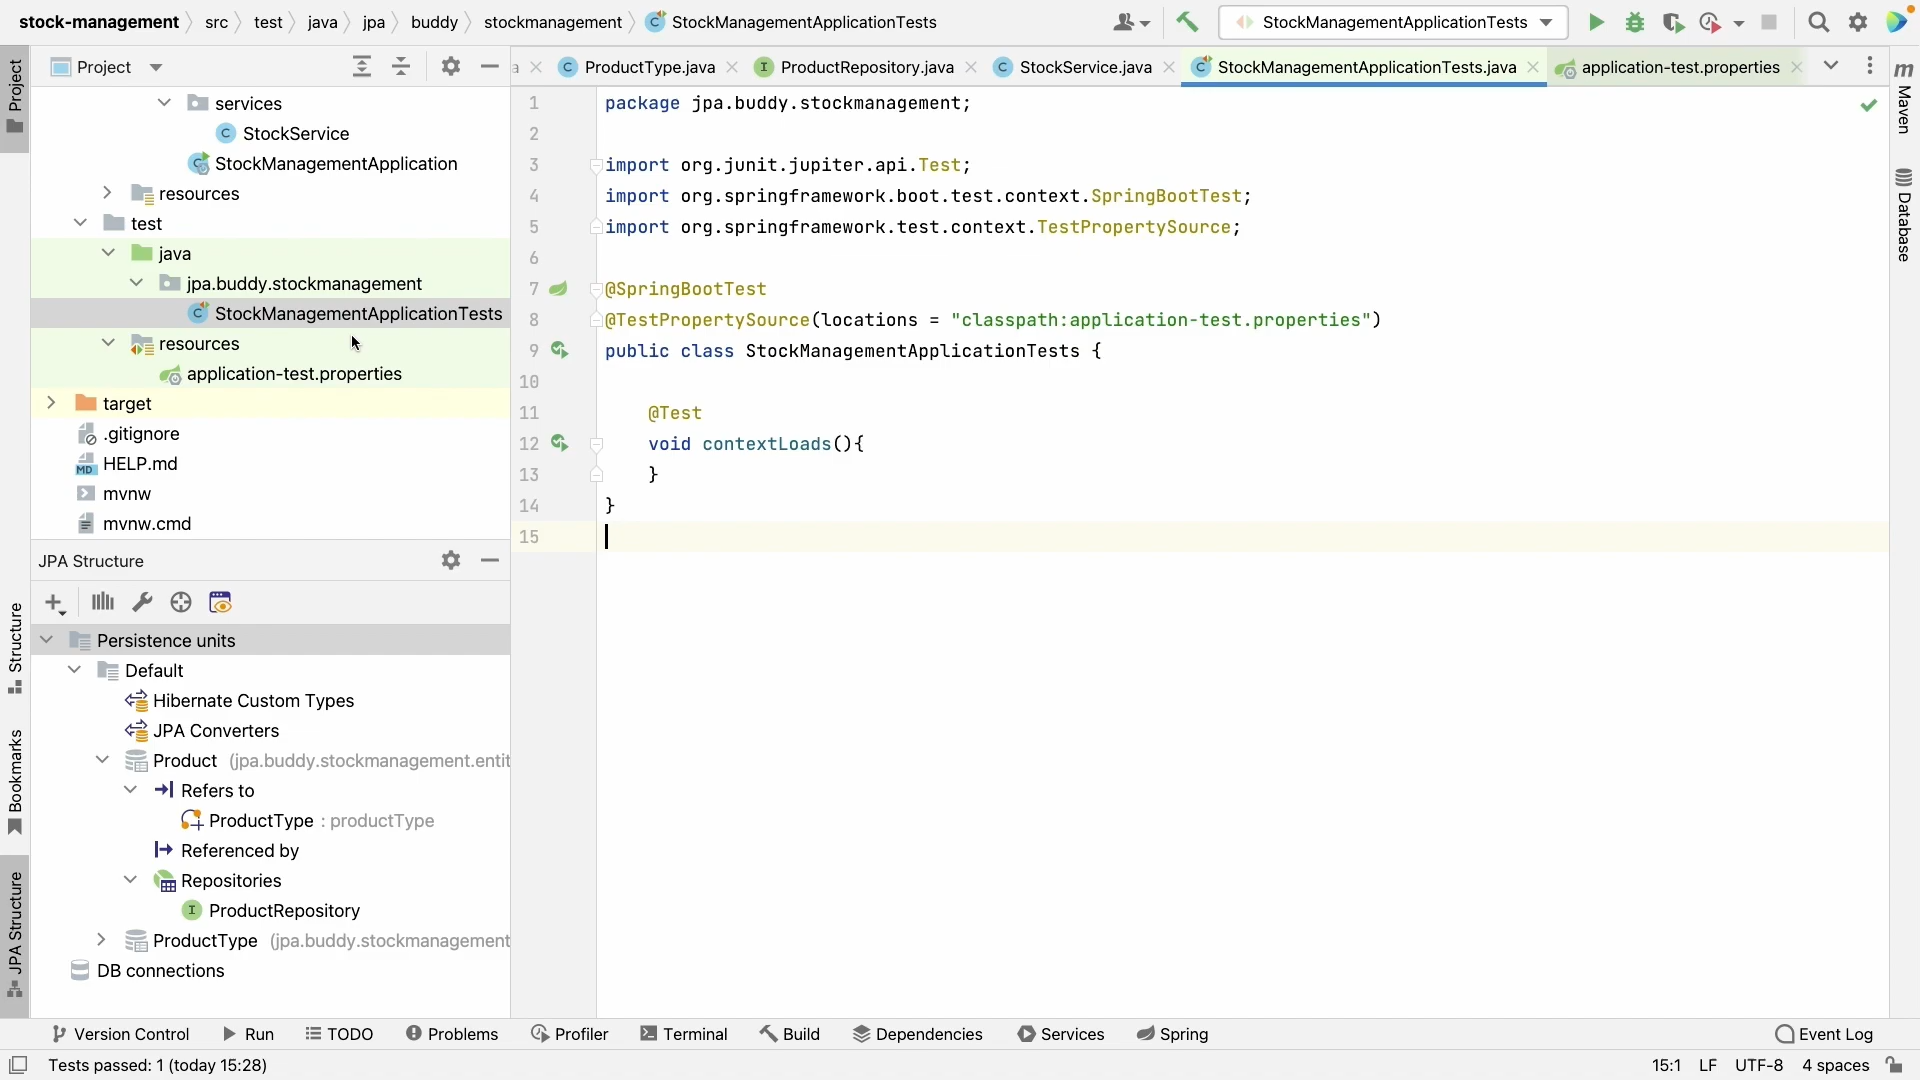 stock-management src test java jpa buddy stockmanagement StockManagementApplicationTests StockManagementApplicationTests
Project
a ProductType.java ProductRepository.java StockService.java StockManagementApplicationTests.java application-test.properties
Project
services
StockService
StockManagementApplication
resources
test
java
jpa.buddy.stockmanagement
StockManagementApplicationTests
resources
application-test.properties
target
.gitignore
HELP.md
mvnw
mvnw.cmd
JPA Structure
Persistence units
Default
Hibernate Custom Types
JPA Converters
Product (jpa.buddy.stockmanagement.entit
Refers to
ProductType : productType
Referenced by
Repositories
ProductRepository
ProductType (jpa.buddy.stockmanagement
DB connections
Structure
Bookmarks
JPA Structure
1 package jpa.buddy.stockmanagement;
2
3 import org.junit.jupiter.api.Test;
4 import org.springframework.boot.test.context.SpringBootTest;
5 import org.springframework.test.context.TestPropertySource;
6
7 @SpringBootTest
8 @TestPropertySource(locations = "classpath:application-test.properties")
9 public class StockManagementApplicationTests {
10
11 @Test
12 void contextLoads(){
13 }
14 }
15
m Maven
Database
Version Control Run TODO Problems Profiler Terminal Build Dependencies Services Spring Event Log
Tests passed: 1 (today 15:28) 15:1 LF UTF-8 4 spaces